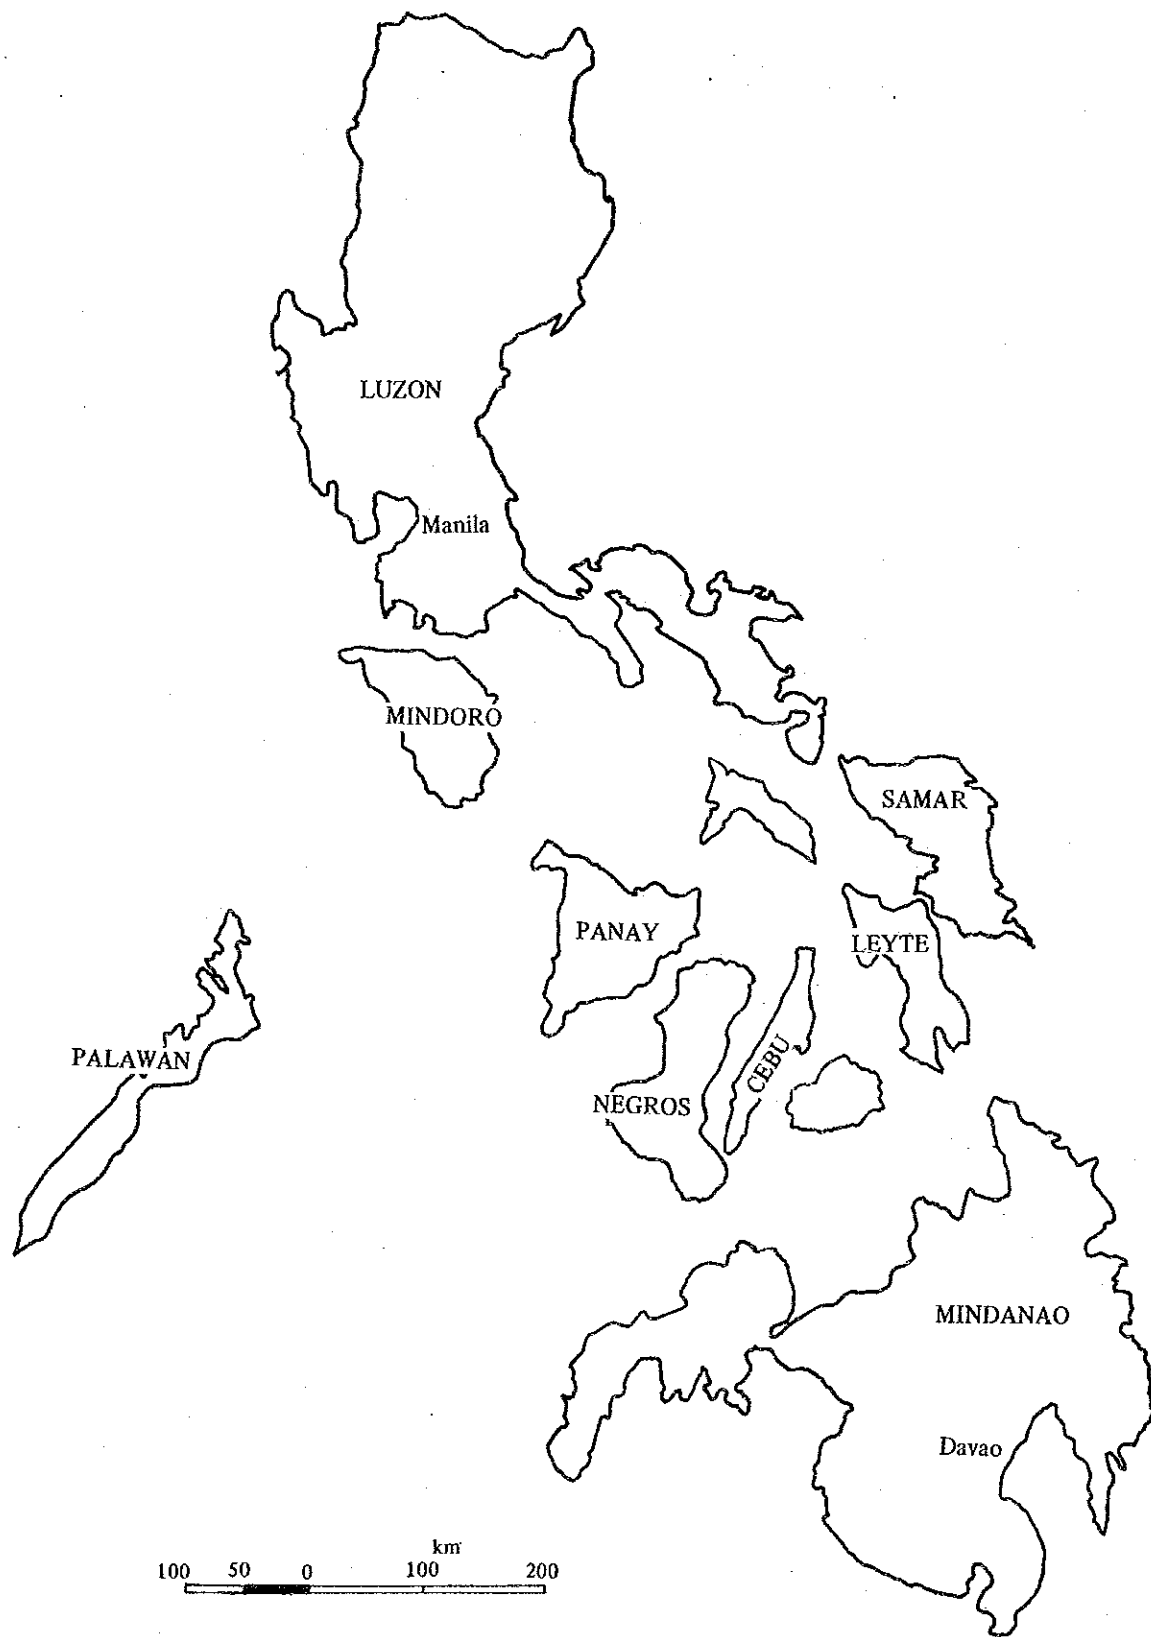 LUZON
Manila
MINDORO
SAMAR
PANAY
LEYTE
PALAWAN
CEBU
NEGROS
MINDANAO
Davao
km
100 50 0 100 200